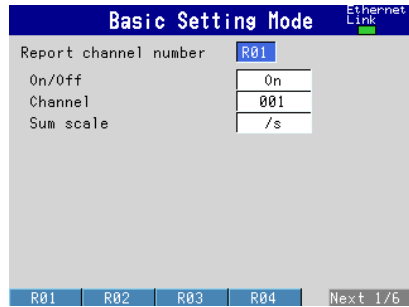 Basic Setting Mode Ethernet
Link
Report channel number R01
On/Off On
Channel 001
Sum scale /s
R01 R02 R03 R04 Next 1/6